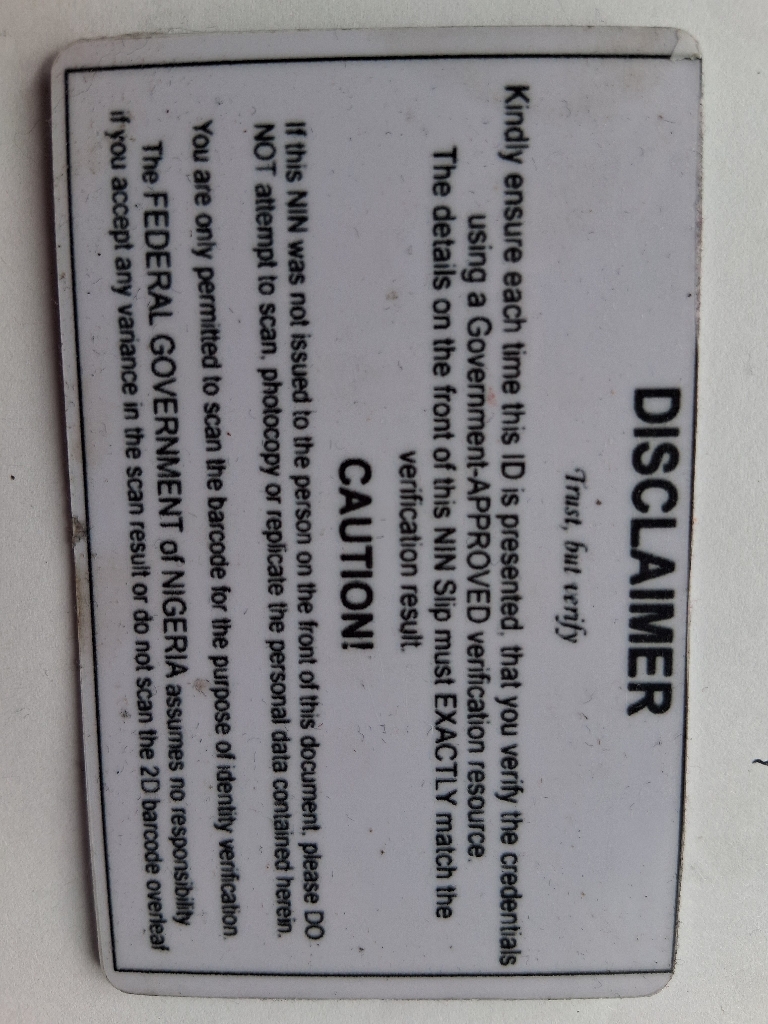 DISCLAIMER
Trust, but verify
Kindly ensure each time this ID is presented, that you verify the credentials
using a Government-APPROVED verification resource.
The details on the front of this NIN Slip must EXACTLY match the
verification result.
CAUTION!
If this NIN was not issued to the person on the front of this document, please DO
NOT attempt to scan, photocopy or replicate the personal data contained herein.
You are only permitted to scan the barcode for the purpose of identity verification.
The FEDERAL GOVERNMENT of NIGERIA assumes no responsibility
if you accept any variance in the scan result or do not scan the 2D barcode overleaf